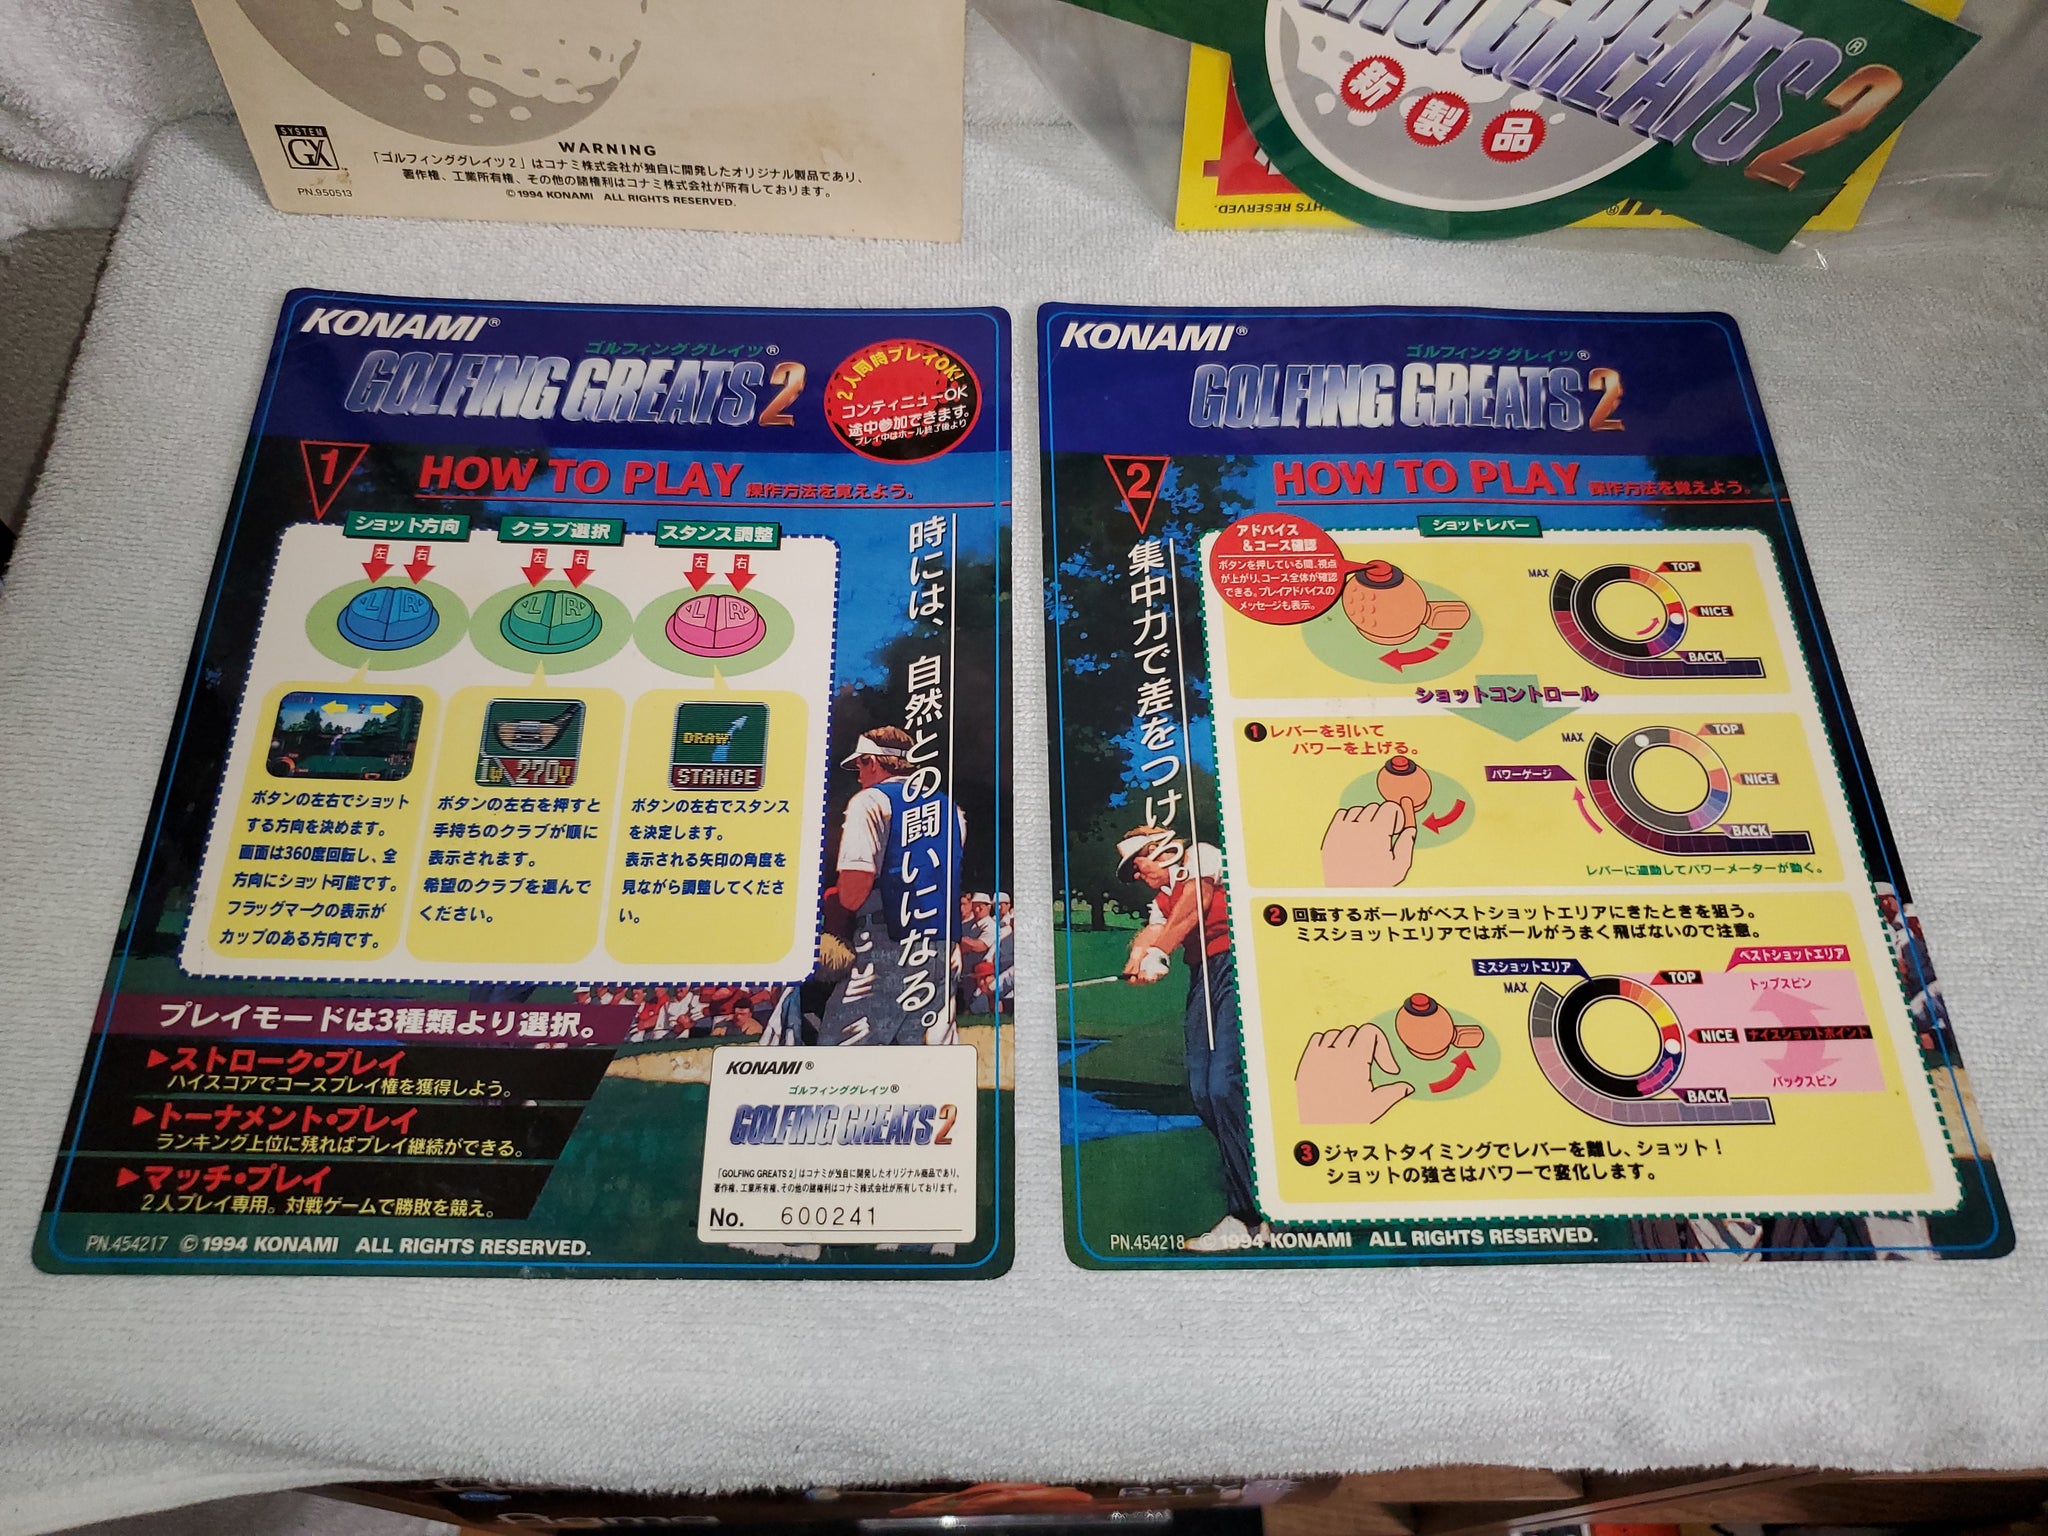 SYSTEM
GX
PN.950513
WARNING
「ゴルフィンググレイツ2」はコナミ株式会社が独自に開発したオリジナル製品であり、
著作権、工業所有権、その他の諸権利はコナミ株式会社が所有しております。
©1994 KONAMI ALL RIGHTS RESERVED.
GREATS 2®
新製品
RESERVED.
KONAMI®
ゴルフィンググレイツ®
GOLFING GREATS 2
2人同時プレイOK!
コンティニューOK
途中参加できます。
プレイ中はホール終了後より
1
HOW TO PLAY 操作方法を覚えよう。
ショット方向
クラブ選択
スタンス調整
左 右
左 右
左 右
L R
L R
L R
1W 270Y
DRAW
STANCE
ボタンの左右でショット
する方向を決めます。
画面は360度回転し、全
方向にショット可能です。
フラッグマークの表示が
カップのある方向です。
ボタンの左右を押すと
手持ちのクラブが順に
表示されます。
希望のクラブを選んで
ください。
ボタンの左右でスタンス
を決定します。
表示される矢印の角度を
見ながら調整してくださ
い。
時には、自然との闘いになる。
プレイモードは3種類より選択。
▶ストローク・プレイ
ハイスコアでコースプレイ権を獲得しよう。
▶トーナメント・プレイ
ランキング上位に残ればプレイ継続ができる。
▶マッチ・プレイ
2人プレイ専用。対戦ゲームで勝敗を競え。
KONAMI®
ゴルフィンググレイツ®
GOLFING GREATS 2
「GOLFING GREATS 2」はコナミが独自に開発したオリジナル商品であり、
著作権、工業所有権、その他の諸権利はコナミ株式会社が所有しております。
No. 600241
PN.454217 ©1994 KONAMI ALL RIGHTS RESERVED.
KONAMI®
ゴルフィンググレイツ®
GOLFING GREATS 2
2
HOW TO PLAY 操作方法を覚えよう。
集中力で差をつけろ。
ショットレバー
アドバイス
&コース確認
ボタンを押している間、視点
が上がり、コース全体が確認
できる。プレイアドバイスの
メッセージも表示。
MAX
TOP
NICE
BACK
ショットコントロール
1 レバーを引いて
パワーを上げる。
パワーゲージ
MAX
TOP
NICE
BACK
レバーに連動してパワーメーターが動く。
2 回転するボールがベストショットエリアにきたときを狙う。
ミスショットエリアではボールがうまく飛ばないので注意。
ミスショットエリア
ベストショットエリア
MAX
TOP
トップスピン
NICE
ナイスショットポイント
BACK
バックスピン
3 ジャストタイミングでレバーを離し、ショット!
ショットの強さはパワーで変化します。
PN.454218 ©1994 KONAMI ALL RIGHTS RESERVED.